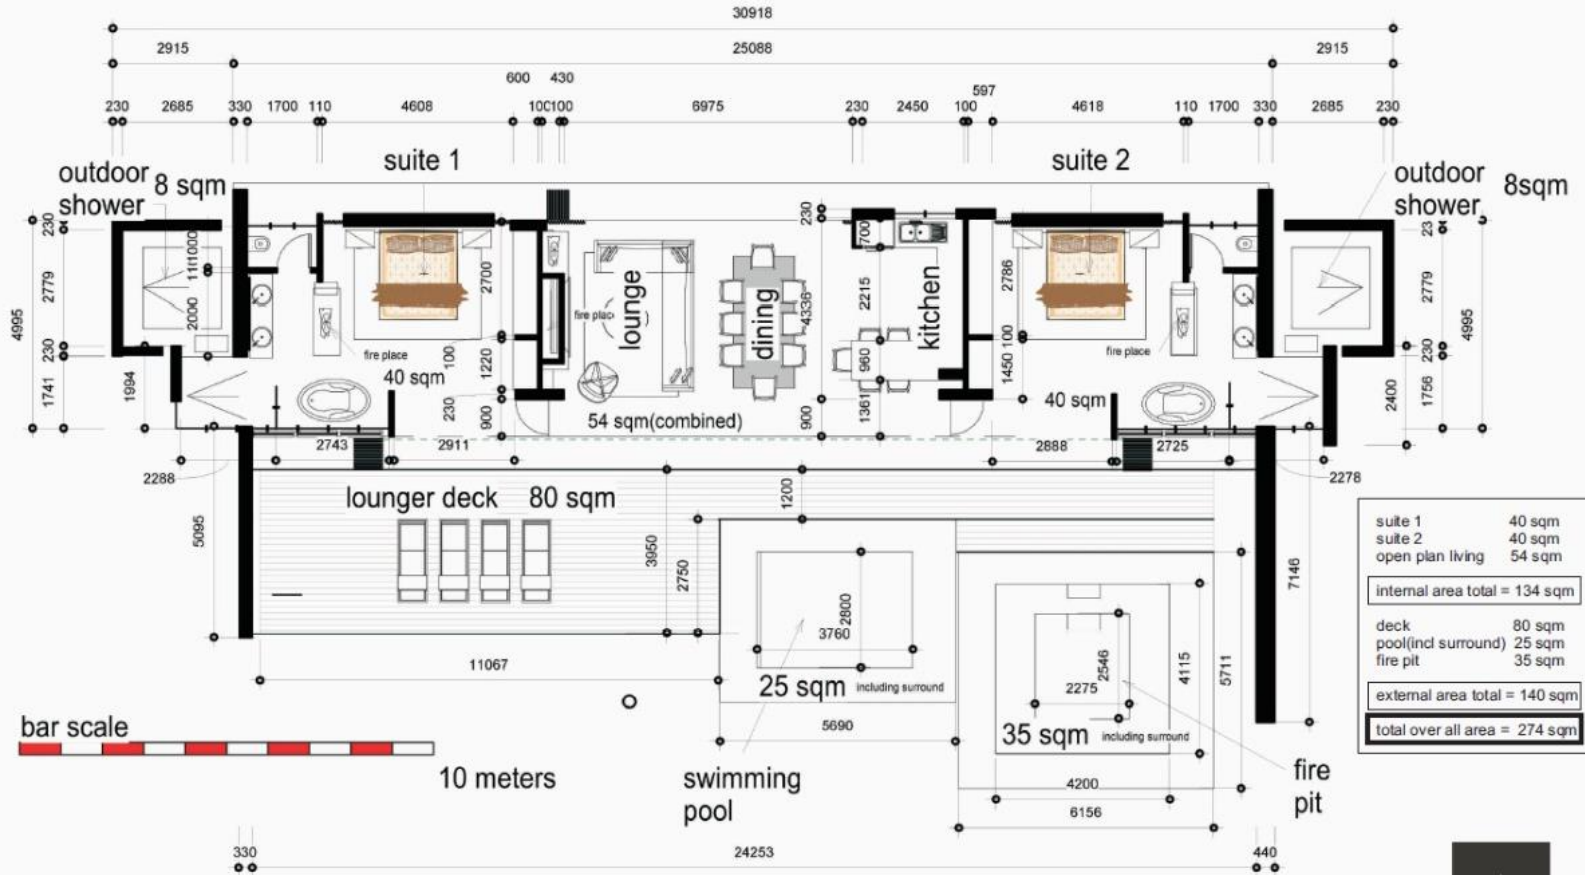 30918
2915 25088 2915
600 430 597
230 2685 330 1700 110 4608 100 100 6975 230 2450 100 4618 110 1700 330 2685 230
suite 1
suite 2
outdoor
shower
8 sqm
outdoor
shower
8sqm
4995
230
2779
230
1741
1994
1000
2000
2700
100
1220
230
900
fire place
40 sqm
fire place
lounge
dining
4336
54 sqm(combined)
230
900
700
2215
960
1361
kitchen
2786
100
1450
fire place
40 sqm
23
2779
230
1756
2400
4995
2743 2911 2888 2725
2288
2278
5095
lounger deck 80 sqm
3950
2750
1200
2800
3760
25 sqm including surround
5690
11067
2546
2275
4115
5711
35 sqm including surround
4200
6156
7146
swimming
pool
fire
pit
bar scale
10 meters
330 24253 440
suite 1 40 sqm
suite 2 40 sqm
open plan living 54 sqm
internal area total = 134 sqm
deck 80 sqm
pool(incl surround) 25 sqm
fire pit 35 sqm
external area total = 140 sqm
total over all area = 274 sqm